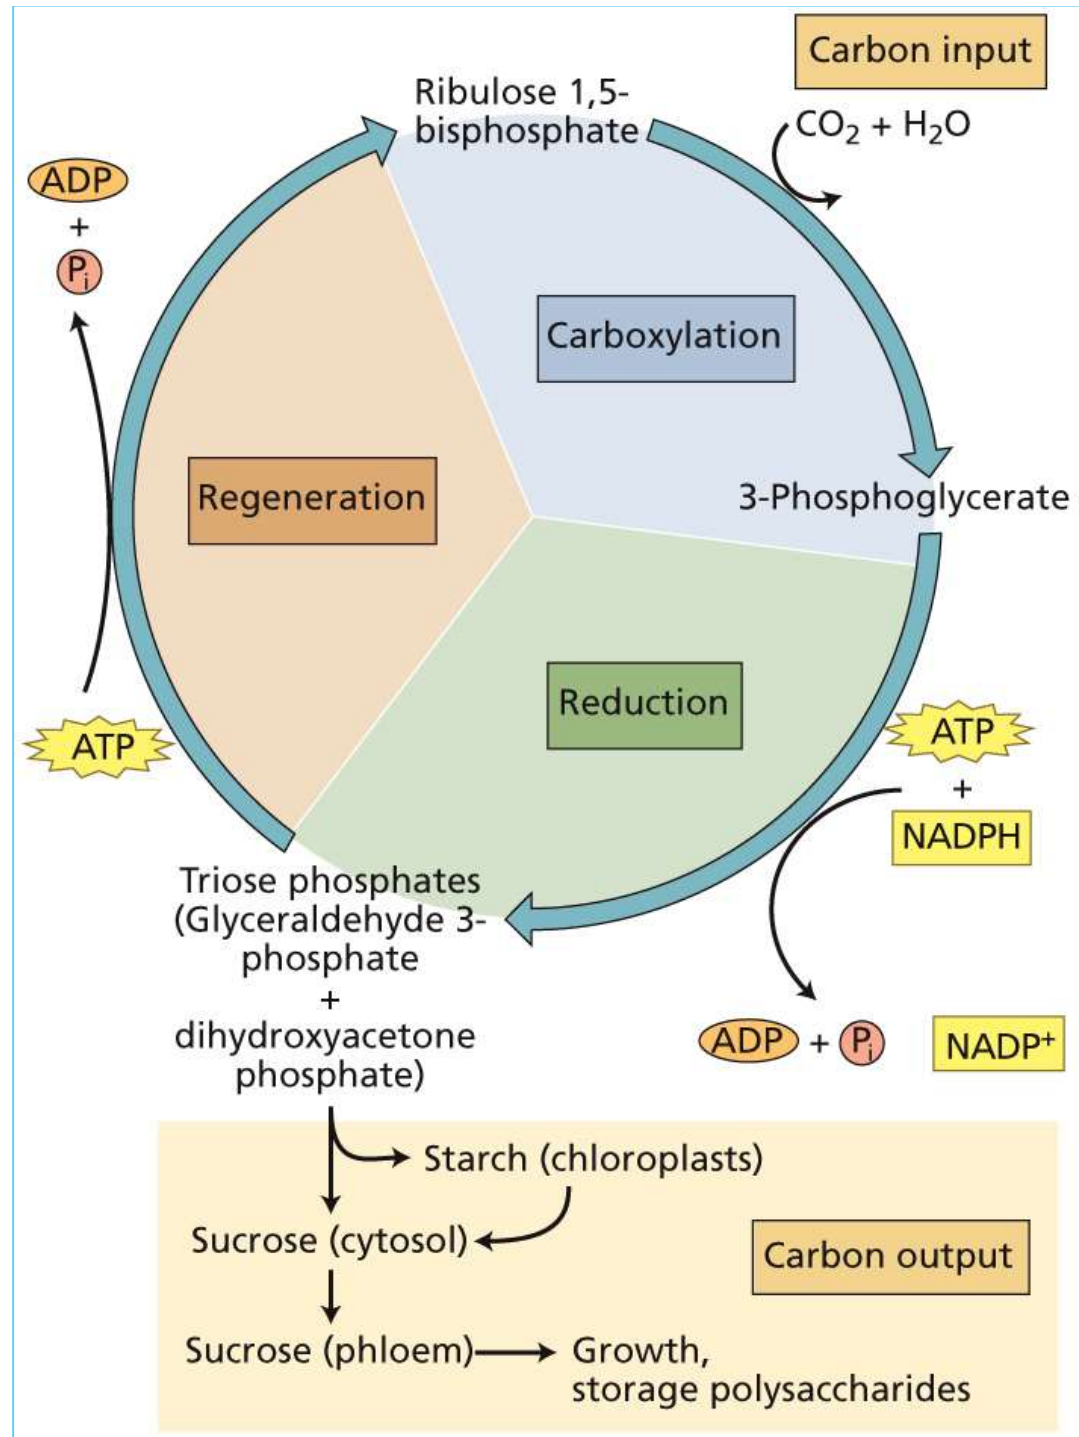 Carbon input
Ribulose 1,5-
bisphosphate
CO₂ + H₂O
ADP
+
Pᵢ
Carboxylation
Regeneration
3-Phosphoglycerate
Reduction
ATP
ATP
+
NADPH
Triose phosphates
(Glyceraldehyde 3-
phosphate
+
dihydroxyacetone
phosphate)
ADP + Pᵢ NADP⁺
Starch (chloroplasts)
Sucrose (cytosol)
Carbon output
Sucrose (phloem)
Growth,
storage polysaccharides